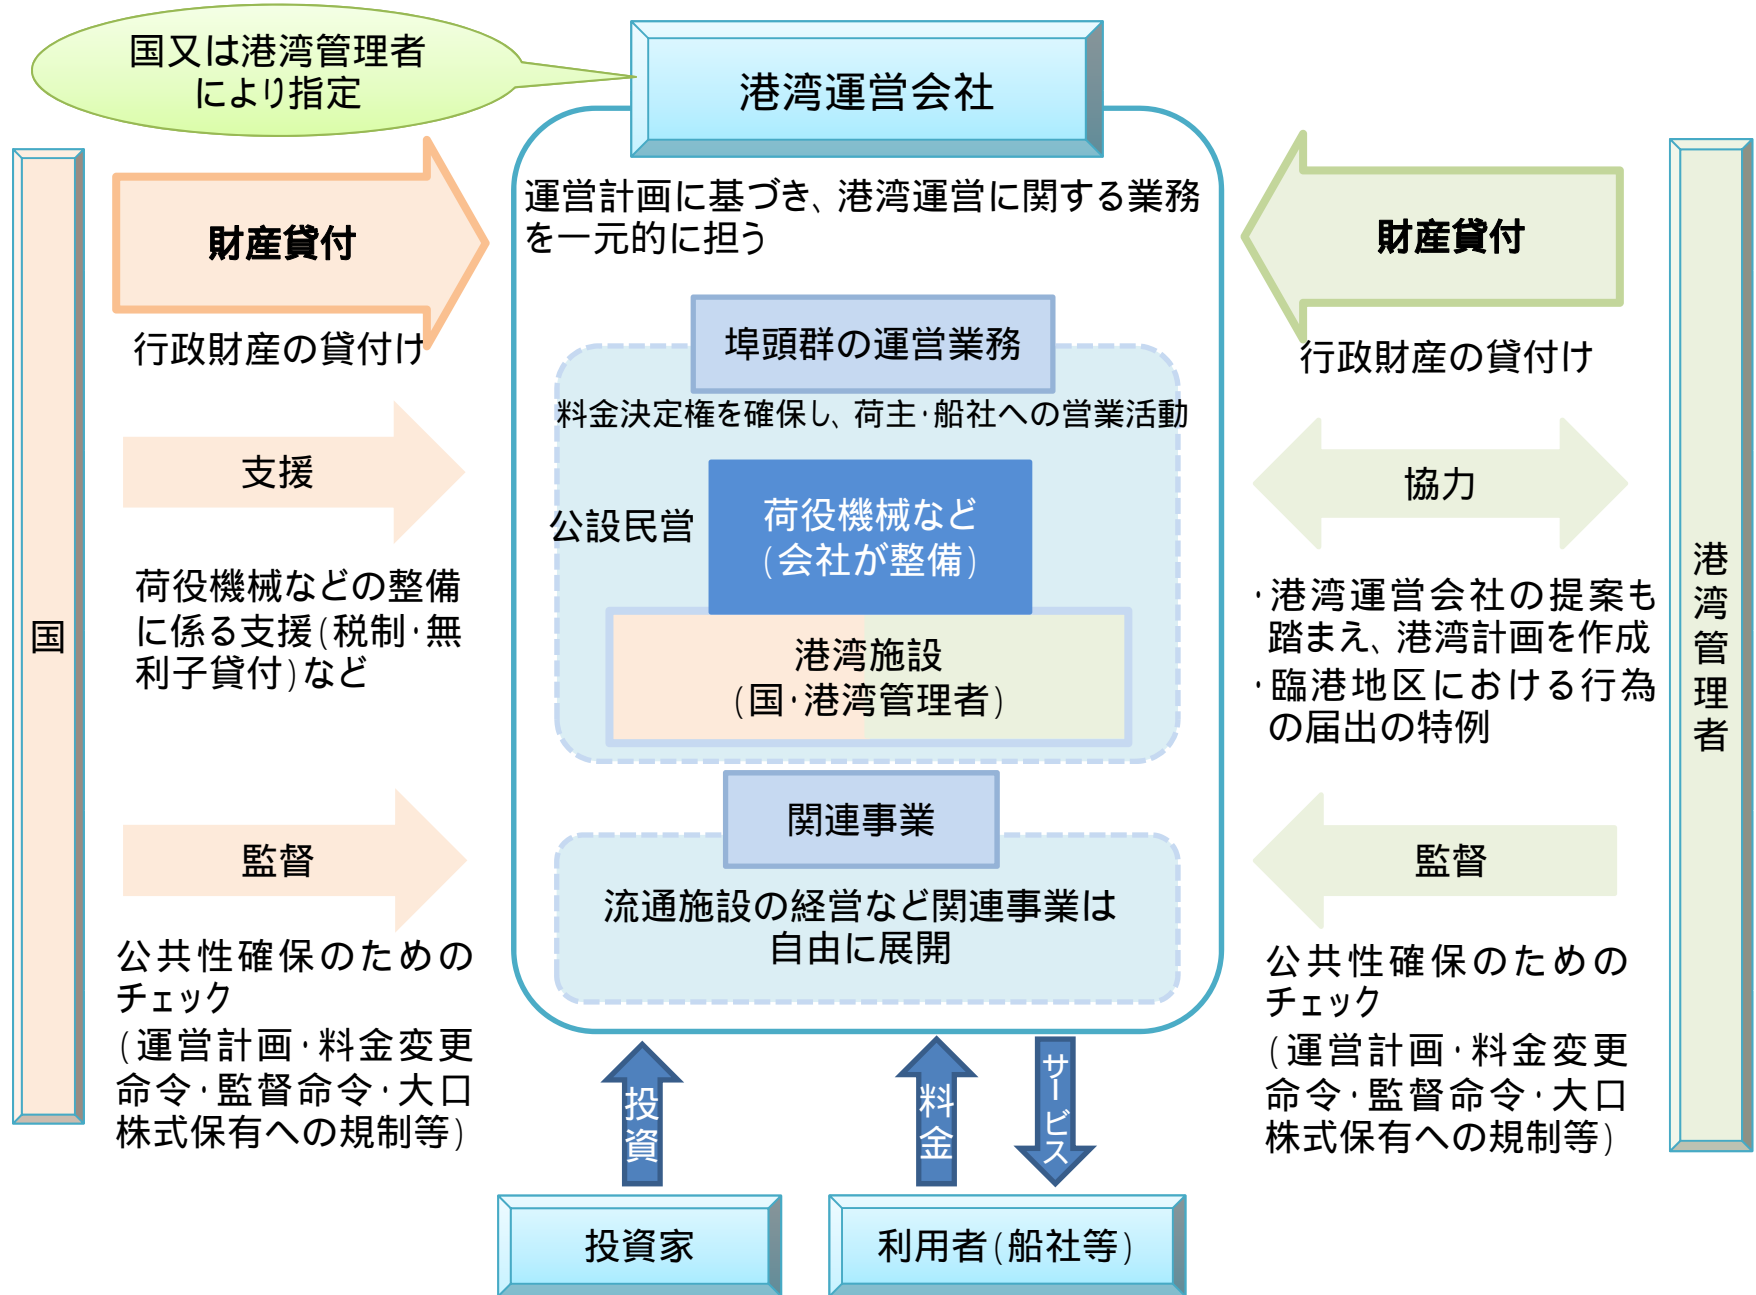 国又は港湾管理者
により指定
港湾運営会社
運営計画に基づき、港湾運営に関する業務
を一元的に担う
国
財産貸付
行政財産の貸付け
支援
荷役機械などの整備
に係る支援(税制・無
利子貸付)など
監督
公共性確保のための
チェック
(運営計画・料金変更
命令・監督命令・大口
株式保有への規制等)
埠頭群の運営業務
料金決定権を確保し、荷主・船社への営業活動
公設民営
荷役機械など
(会社が整備)
港湾施設
(国・港湾管理者)
関連事業
流通施設の経営など関連事業は
自由に展開
財産貸付
行政財産の貸付け
協力
・港湾運営会社の提案も
踏まえ、港湾計画を作成
・臨港地区における行為
の届出の特例
監督
公共性確保のための
チェック
(運営計画・料金変更
命令・監督命令・大口
株式保有への規制等)
港湾管理者
投資
料金
サービス
投資家
利用者(船社等)